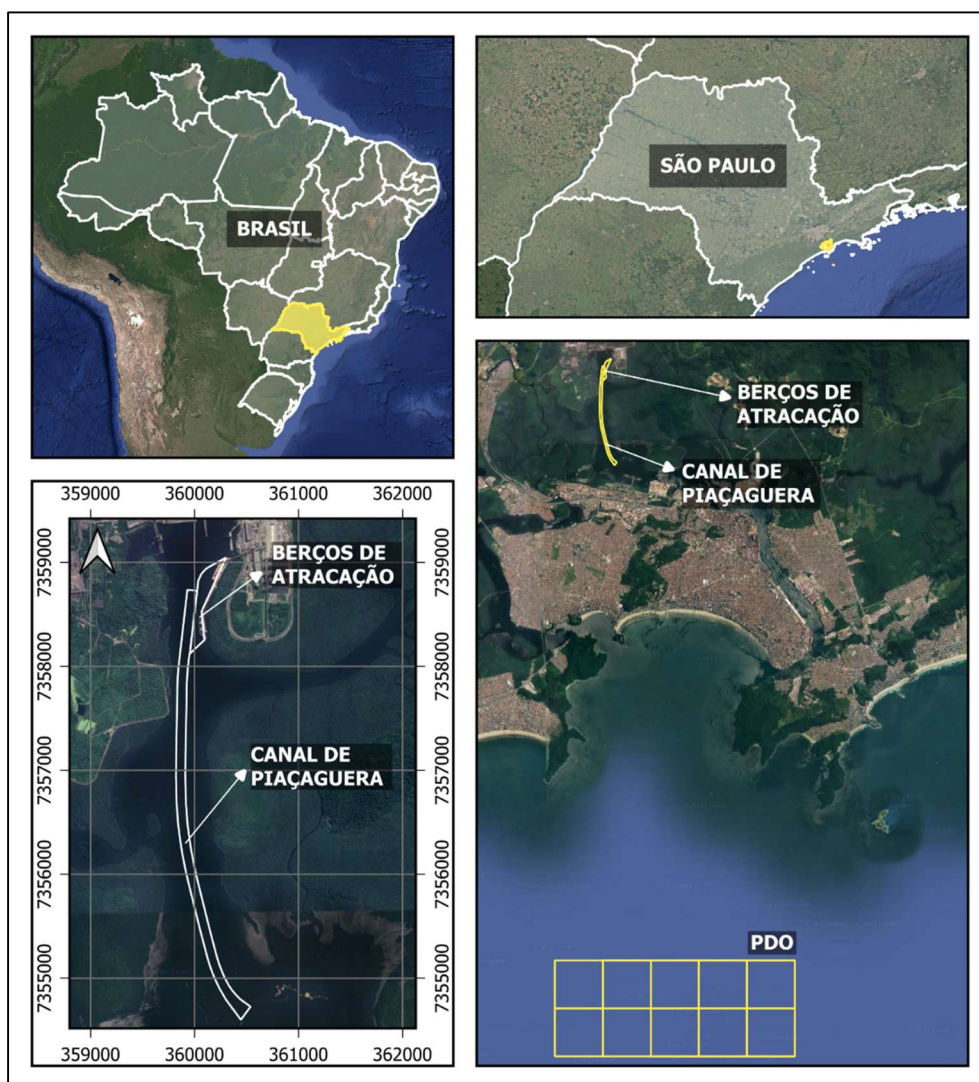 BRASIL
SÃO PAULO
BERÇOS DE
ATRACAÇÃO
CANAL DE
PIAÇAGUERA
PDO
359000 360000 361000 362000
7359000 7359000
7358000 7358000
7357000 7357000
7356000 7356000
7355000 7355000
BERÇOS DE
ATRACAÇÃO
CANAL DE
PIAÇAGUERA
359000 360000 361000 362000